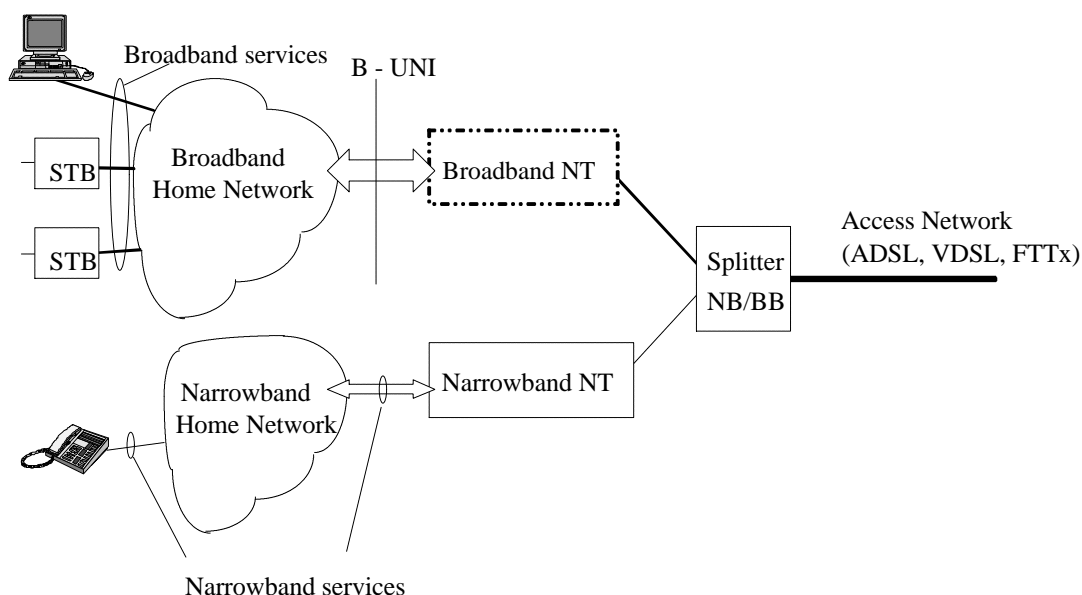 Broadband services
B - UNI
STB
STB
Broadband
Home Network
Broadband NT
Splitter
NB/BB
Access Network
(ADSL, VDSL, FTTx)
Narrowband
Home Network
Narrowband NT
Narrowband services